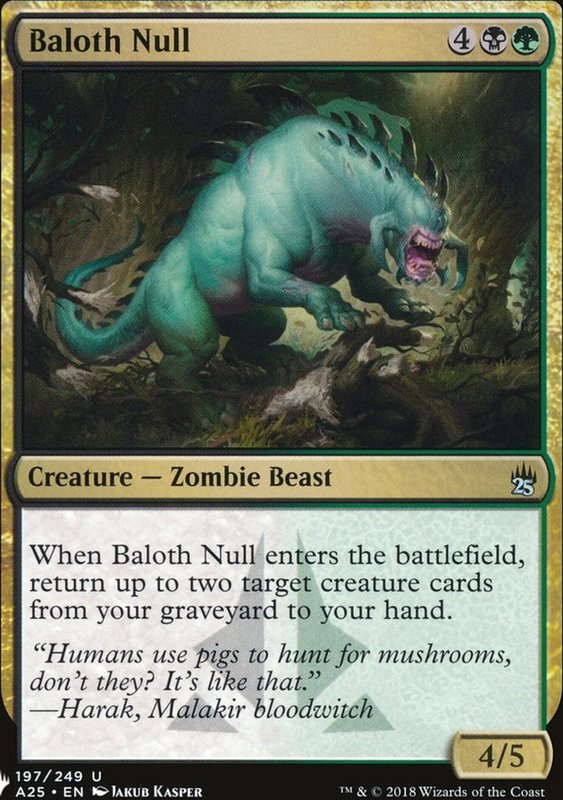 Baloth Null 4
Creature — Zombie Beast
25
When Baloth Null enters the battlefield,
return up to two target creature cards
from your graveyard to your hand.
“Humans use pigs to hunt for mushrooms,
don’t they? It’s like that.”
—Harak, Malakir bloodwitch
4/5
197/249 U
A25 • EN Jakub Kasper
™ & © 2018 Wizards of the Coast